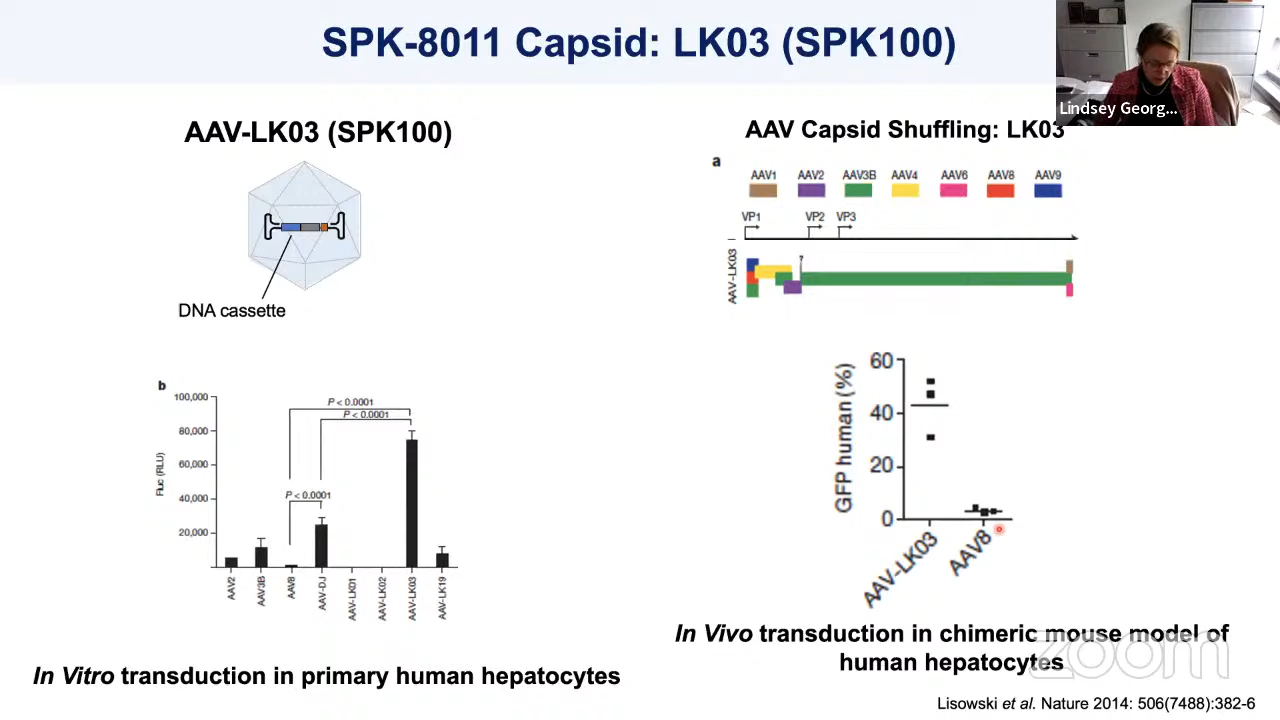 SPK-8011 Capsid: LK03 (SPK100)
Lindsey Georg...
AAV-LK03 (SPK100)
DNA cassette
AAV Capsid Shuffling: LK03
a
AAV1 AAV2 AAV3B AAV4 AAV6 AAV8 AAV9
VP1 VP2 VP3
AAV-LK03
?
b
Fluc (RLU)
100,000
80,000
60,000
40,000
20,000
P < 0.0001
P < 0.0001
P < 0.0001
AAV2 AAV3B AAV8 AAV-DJ AAV-LK01 AAV-LK02 AAV-LK03 AAV-LK19
In Vitro transduction in primary human hepatocytes
GFP human (%)
60
40
20
0
AAV-LK03 AAV8
In Vivo transduction in chimeric mouse model of
human hepatocytes
zoom
Lisowski et al. Nature 2014: 506(7488):382-6